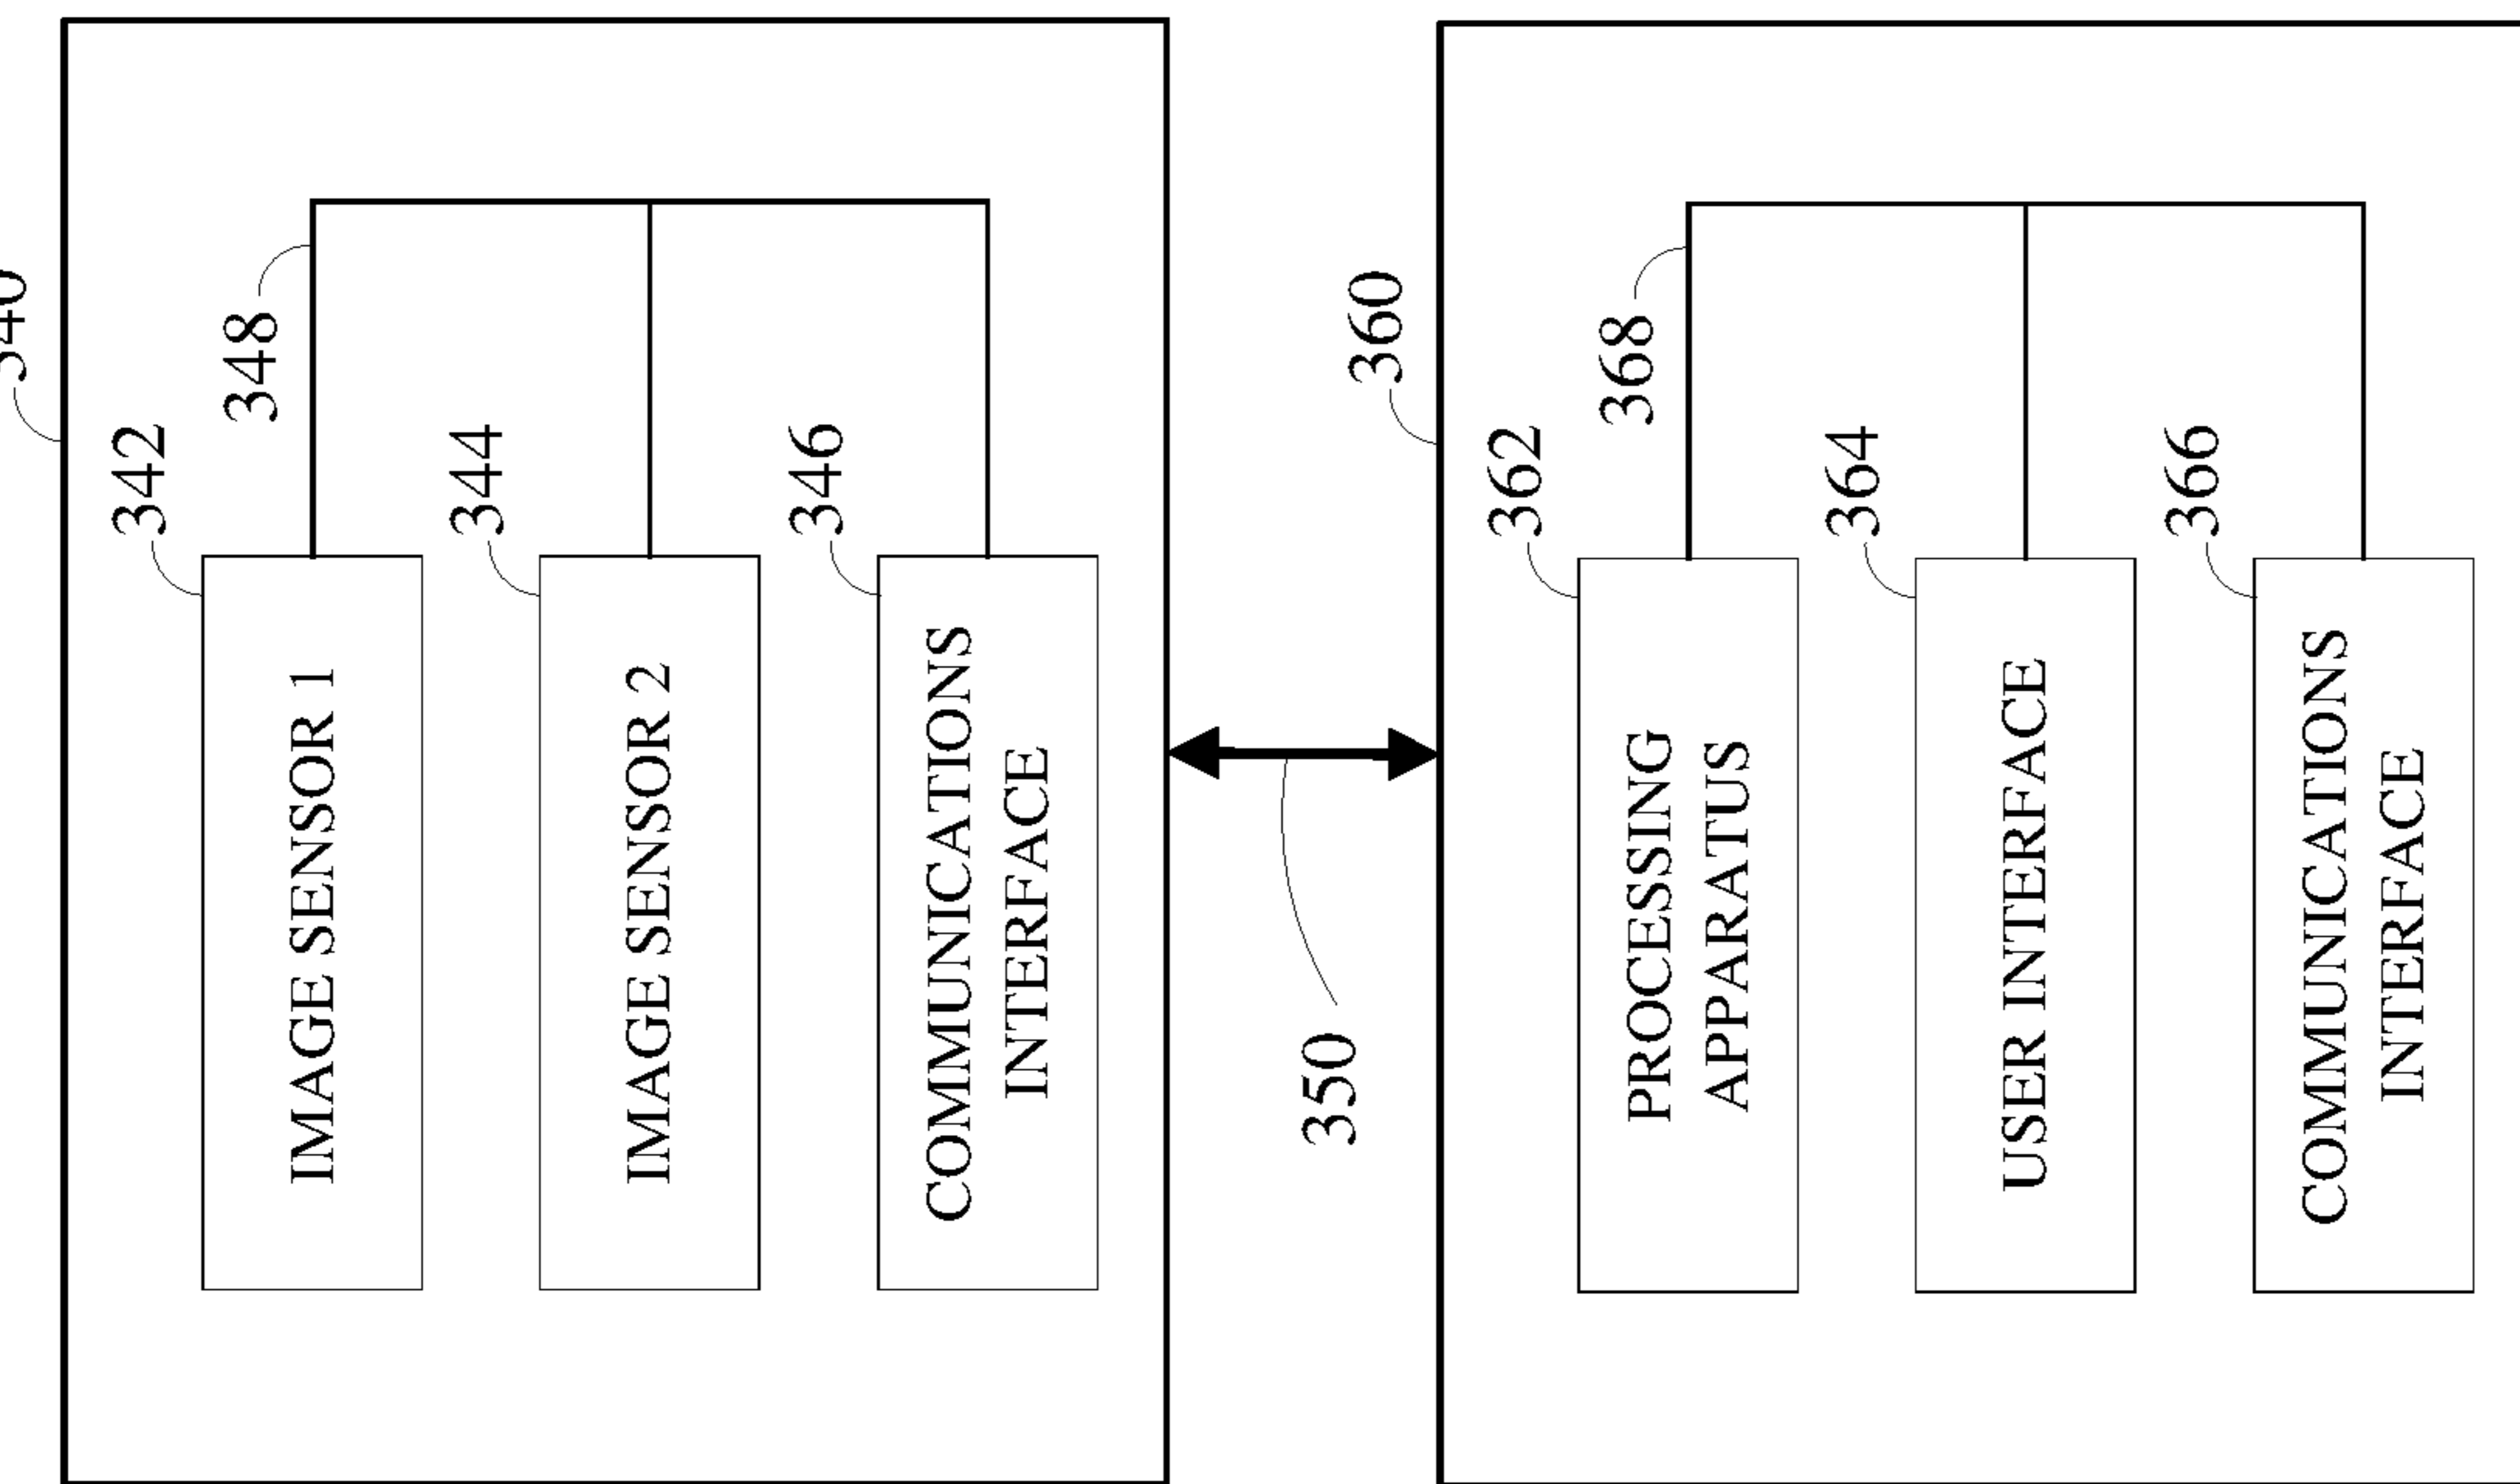 340
348
342
IMAGE SENSOR 1
344
IMAGE SENSOR 2
346
COMMUNICATIONS
INTERFACE
350
360
368
362
PROCESSING
APPARATUS
364
USER INTERFACE
366
COMMUNICATIONS
INTERFACE